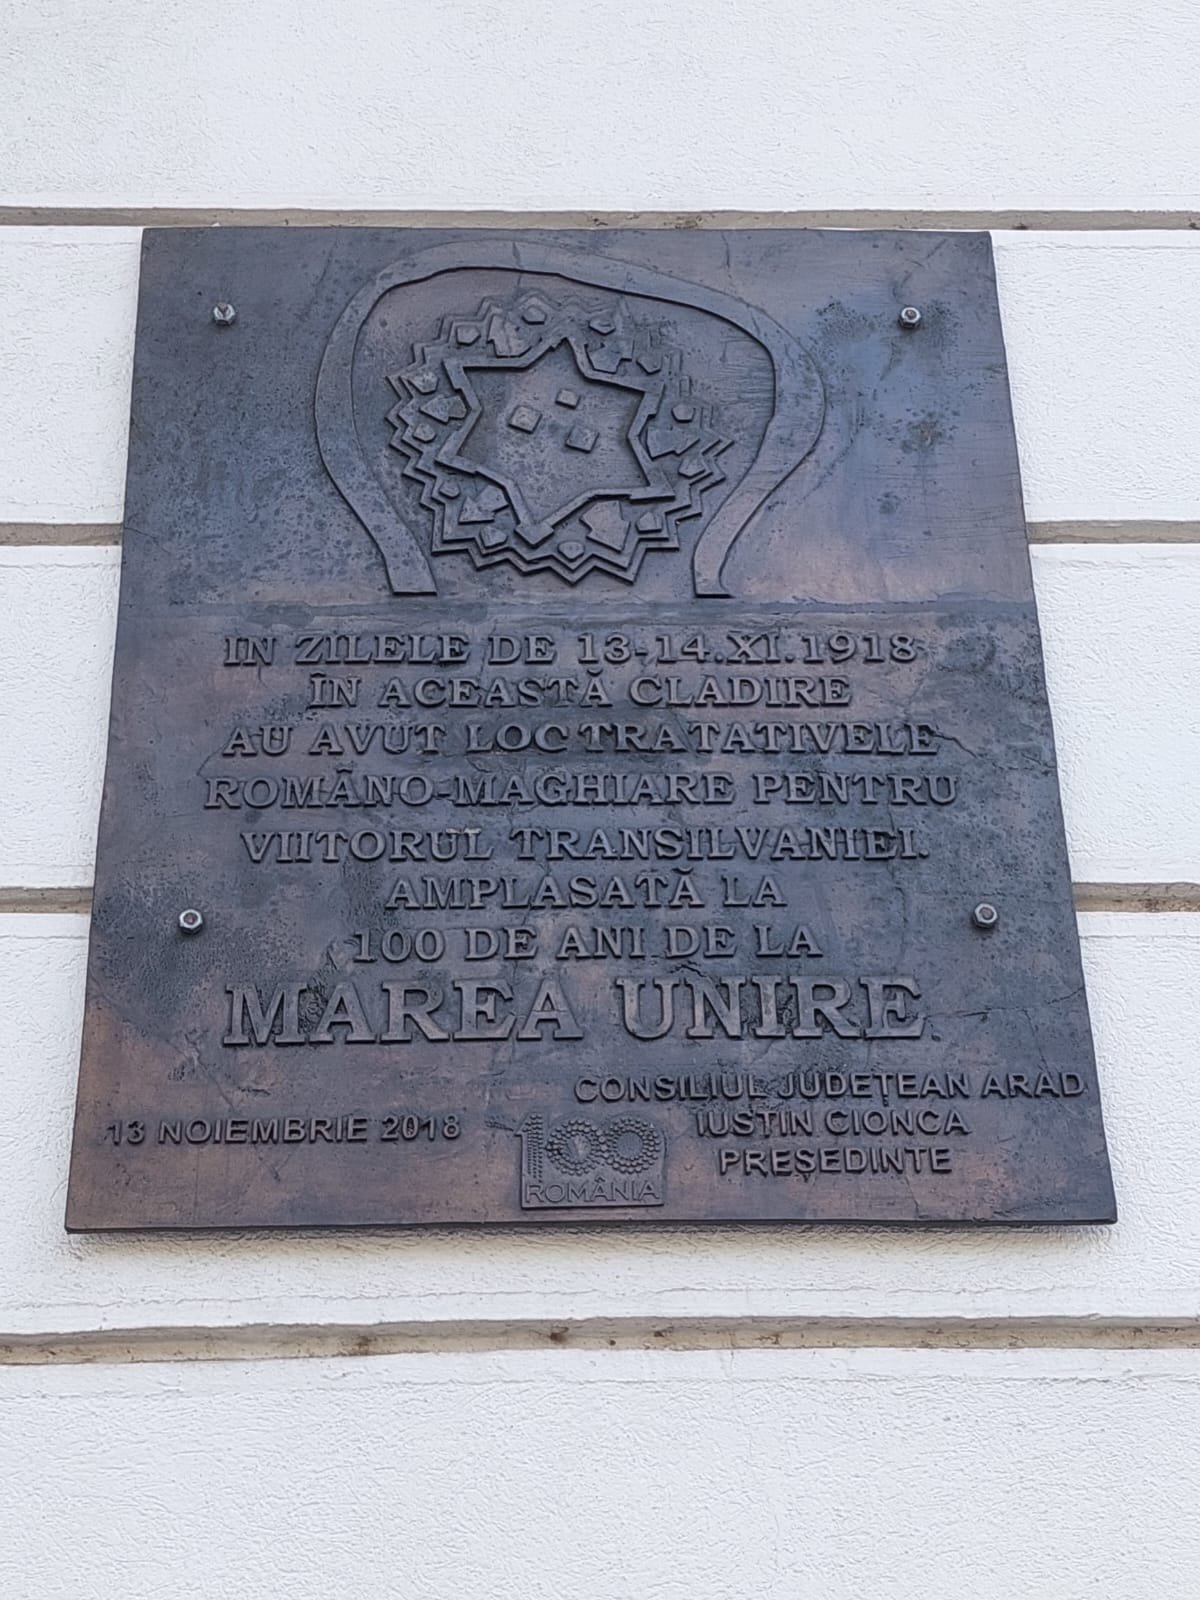 IN ZILELE DE 13-14.XI.1918
ÎN ACEASTĂ CLADIRE
AU AVUT LOC TRATATIVELE
ROMÂNO-MAGHIARE PENTRU
VIITORUL TRANSILVANIEI.
AMPLASATĂ LA
100 DE ANI DE LA
MAREA UNIRE.
CONSILIUL JUDEȚEAN ARAD
IUSTIN CIONCA
PREȘEDINTE
13 NOIEMBRIE 2018
100
ROMÂNIA